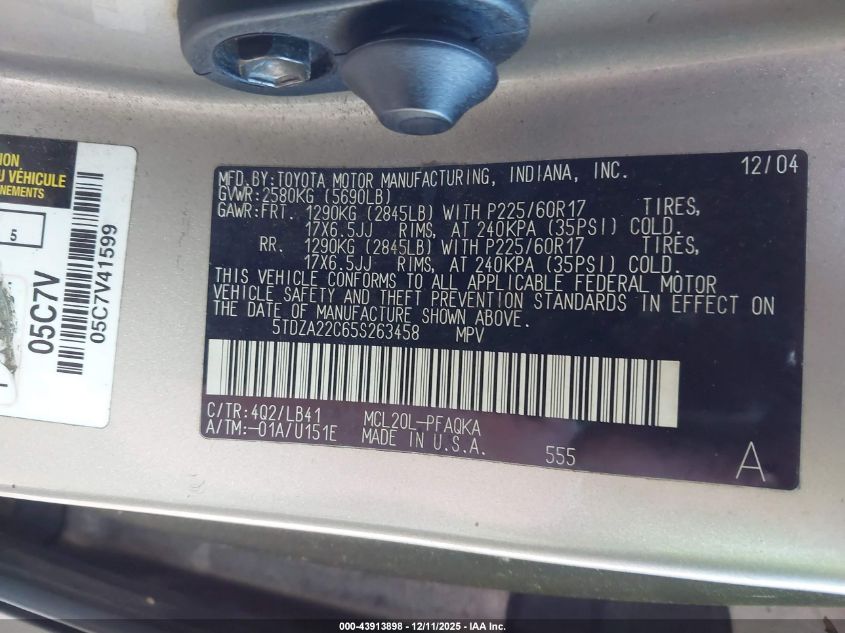 ION
U VÉHICULE
NEMENTS
5
05C7V
05C7V41599
MFD.BY:TOYOTA MOTOR MANUFACTURING, INDIANA, INC. 12/04
GVWR:2580KG (5690LB)
GAWR:FRT. 1290KG (2845LB) WITH P225/60R17 TIRES,
17X6.5JJ RIMS, AT 240KPA (35PSI) COLD.
RR. 1290KG (2845LB) WITH P225/60R17 TIRES,
17X6.5JJ RIMS, AT 240KPA (35PSI) COLD.
THIS VEHICLE CONFORMS TO ALL APPLICABLE FEDERAL MOTOR
VEHICLE SAFETY AND THEFT PREVENTION STANDARDS IN EFFECT ON
THE DATE OF MANUFACTURE SHOWN ABOVE.
5TDZA22C65S263458 MPV
C/TR:4Q2/LB41 MCL20L-PFAQKA
A/TM:-01A/U151E MADE IN U.S.A. 555 A
000-43913898 - 12/11/2025 - IAA Inc.